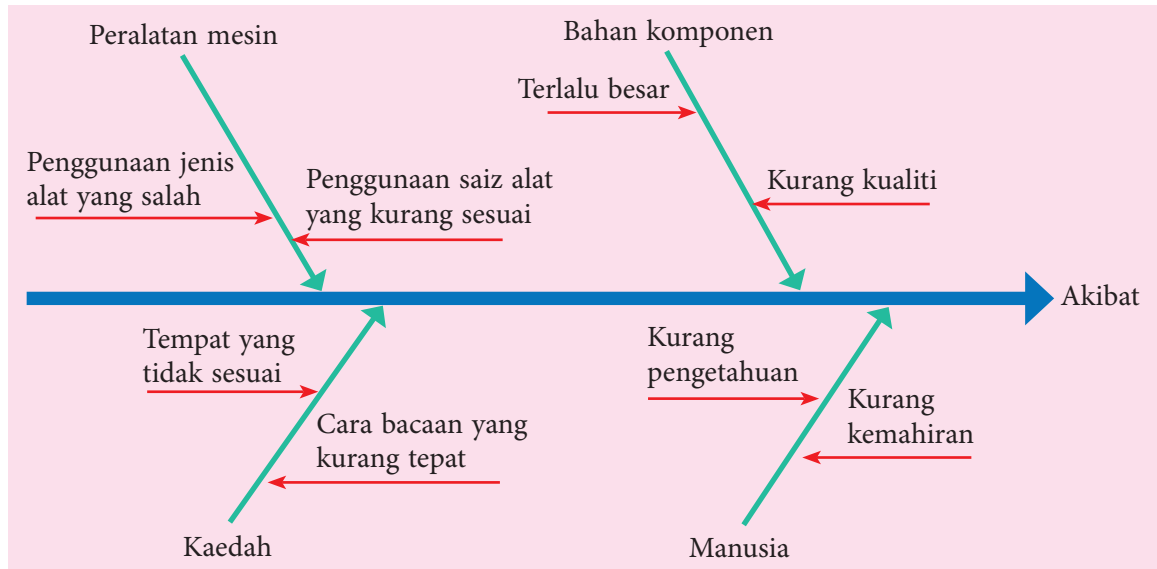 Peralatan mesin
Bahan komponen
Terlalu besar
Penggunaan jenis
alat yang salah
Penggunaan saiz alat
yang kurang sesuai
Kurang kualiti
Akibat
Tempat yang
tidak sesuai
Cara bacaan yang
kurang tepat
Kurang
pengetahuan
Kurang
kemahiran
Kaedah
Manusia